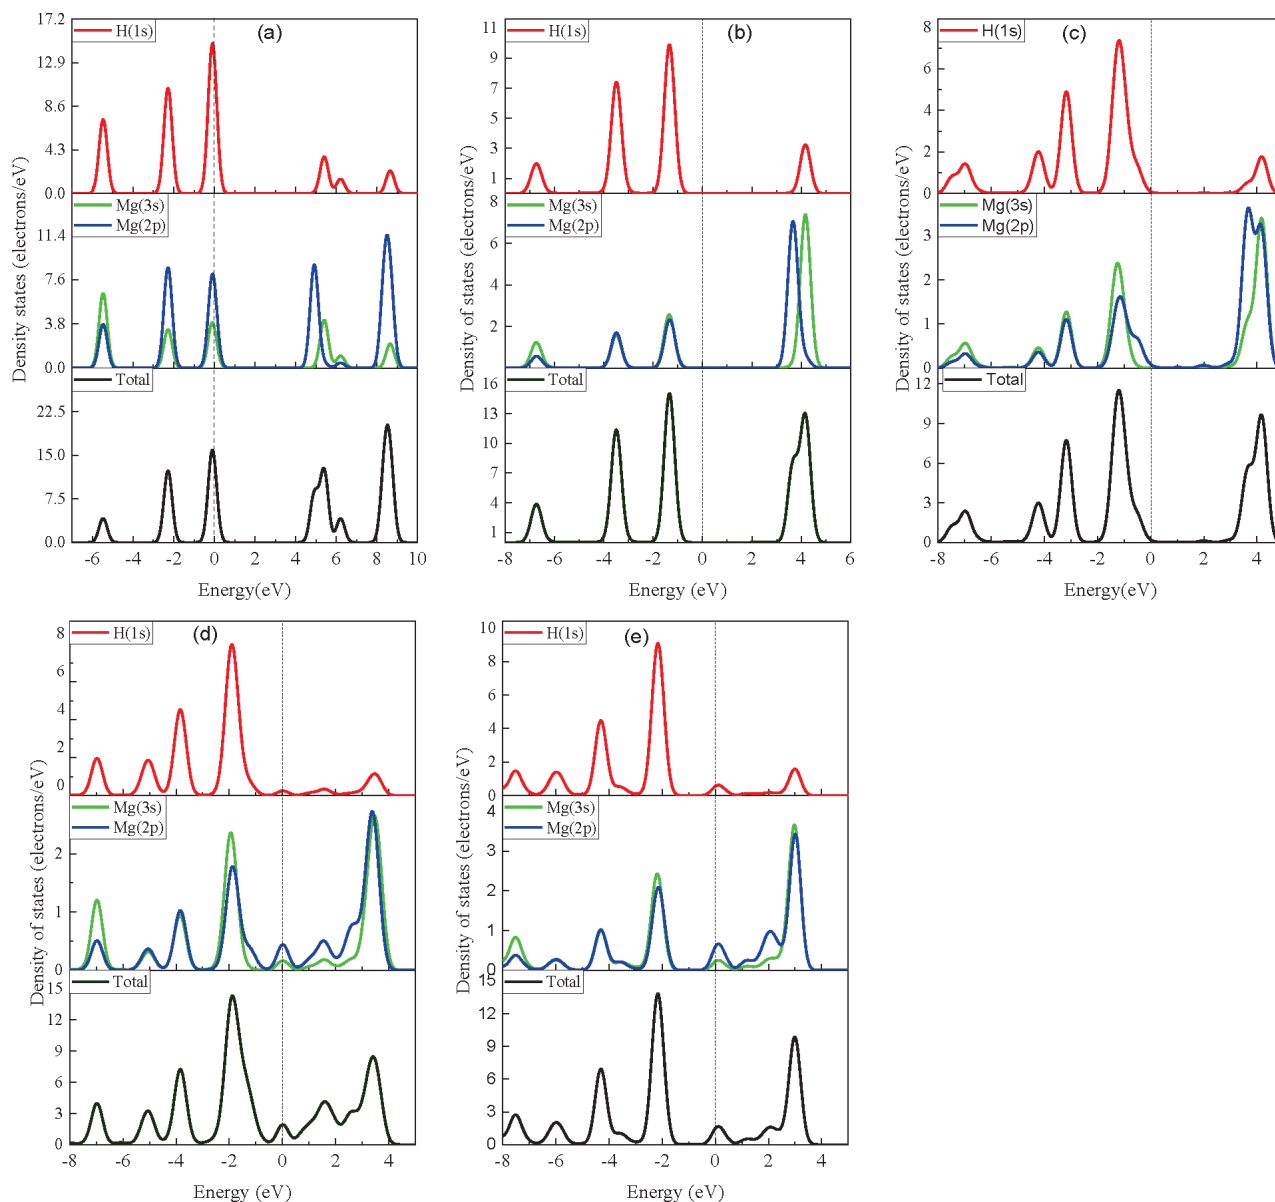 H(1s)
(a)
17.2
12.9
8.6
4.3
0.0
Mg(3s)
Mg(2p)
11.4
7.6
3.8
0.0
Total
22.5
15.0
7.5
0.0
-6 -4 -2 0 2 4 6 8 10
Energy(eV)
Density states (electrons/eV)
H(1s)
(b)
11
9
7
5
3
1
Mg(3s)
Mg(2p)
8
6
4
2
Total
16
13
10
7
4
1
-8 -6 -4 -2 0 2 4 6
Energy (eV)
Density of states (electrons/eV)
H(1s)
(c)
8
6
4
2
0
Mg(3s)
Mg(2p)
3
2
1
0
Total
12
9
6
3
0
-8 -6 -4 -2 0 2 4
Energy(eV)
Density of states (electrons/eV)
H(1s)
(d)
8
6
4
2
0
Mg(3s)
Mg(2p)
2
1
0
Total
15
12
9
6
3
0
-8 -6 -4 -2 0 2 4
Energy (eV)
Density of states (electrons/eV)
H(1s)
(e)
10
8
6
4
2
0
Mg(3s)
Mg(2p)
4
3
2
1
0
Total
15
12
9
6
3
0
-8 -6 -4 -2 0 2 4
Energy (eV)
Density of states (electrons/eV)